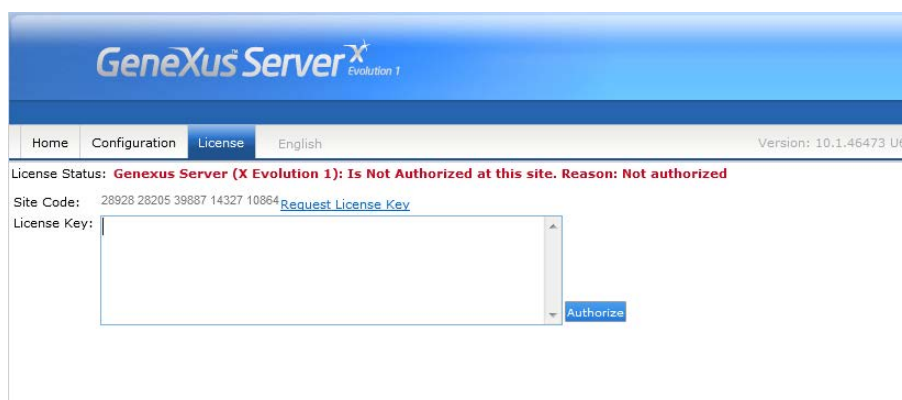 GeneXus™ Server X
Evolution 1
Home Configuration License English Version: 10.1.46473 U6
License Status: Genexus Server (X Evolution 1): Is Not Authorized at this site. Reason: Not authorized
Site Code: 28928 28205 39887 14327 10864 Request License Key
License Key:
Authorize